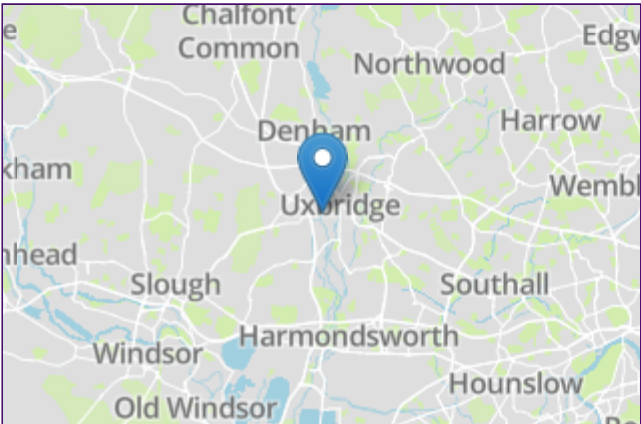 Chalfont
Common
e
Edgw
Northwood
Denham
Harrow
kham
Uxbridge
Wembl
nhead
Slough
Southall
Harmondsworth
Windsor
Hounslow
Old Windsor